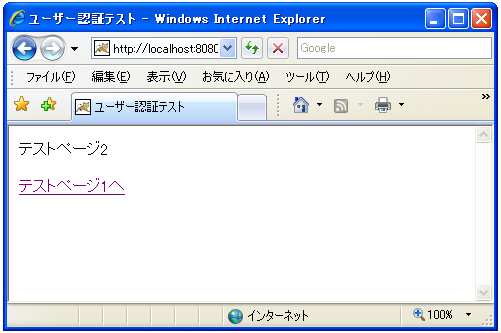 ユーザー認証テスト - Windows Internet Explorer
http://localhost:8080
Google
ファイル(F) 編集(E) 表示(V) お気に入り(A) ツール(T) ヘルプ(H)
ユーザー認証テスト
»
テストページ2
テストページ1へ
インターネット
100%